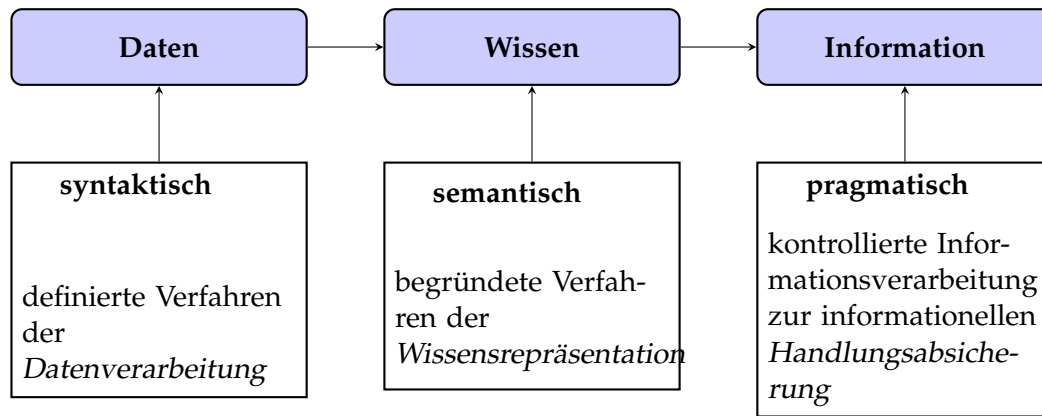 Daten
Wissen
Information
syntaktisch
definierte Verfahren
der
Datenverarbeitung
semantisch
begründete Verfah-
ren der
Wissensrepräsentation
pragmatisch
kontrollierte Infor-
mationsverarbeitung
zur informationellen
Handlungsabsiche-
rung